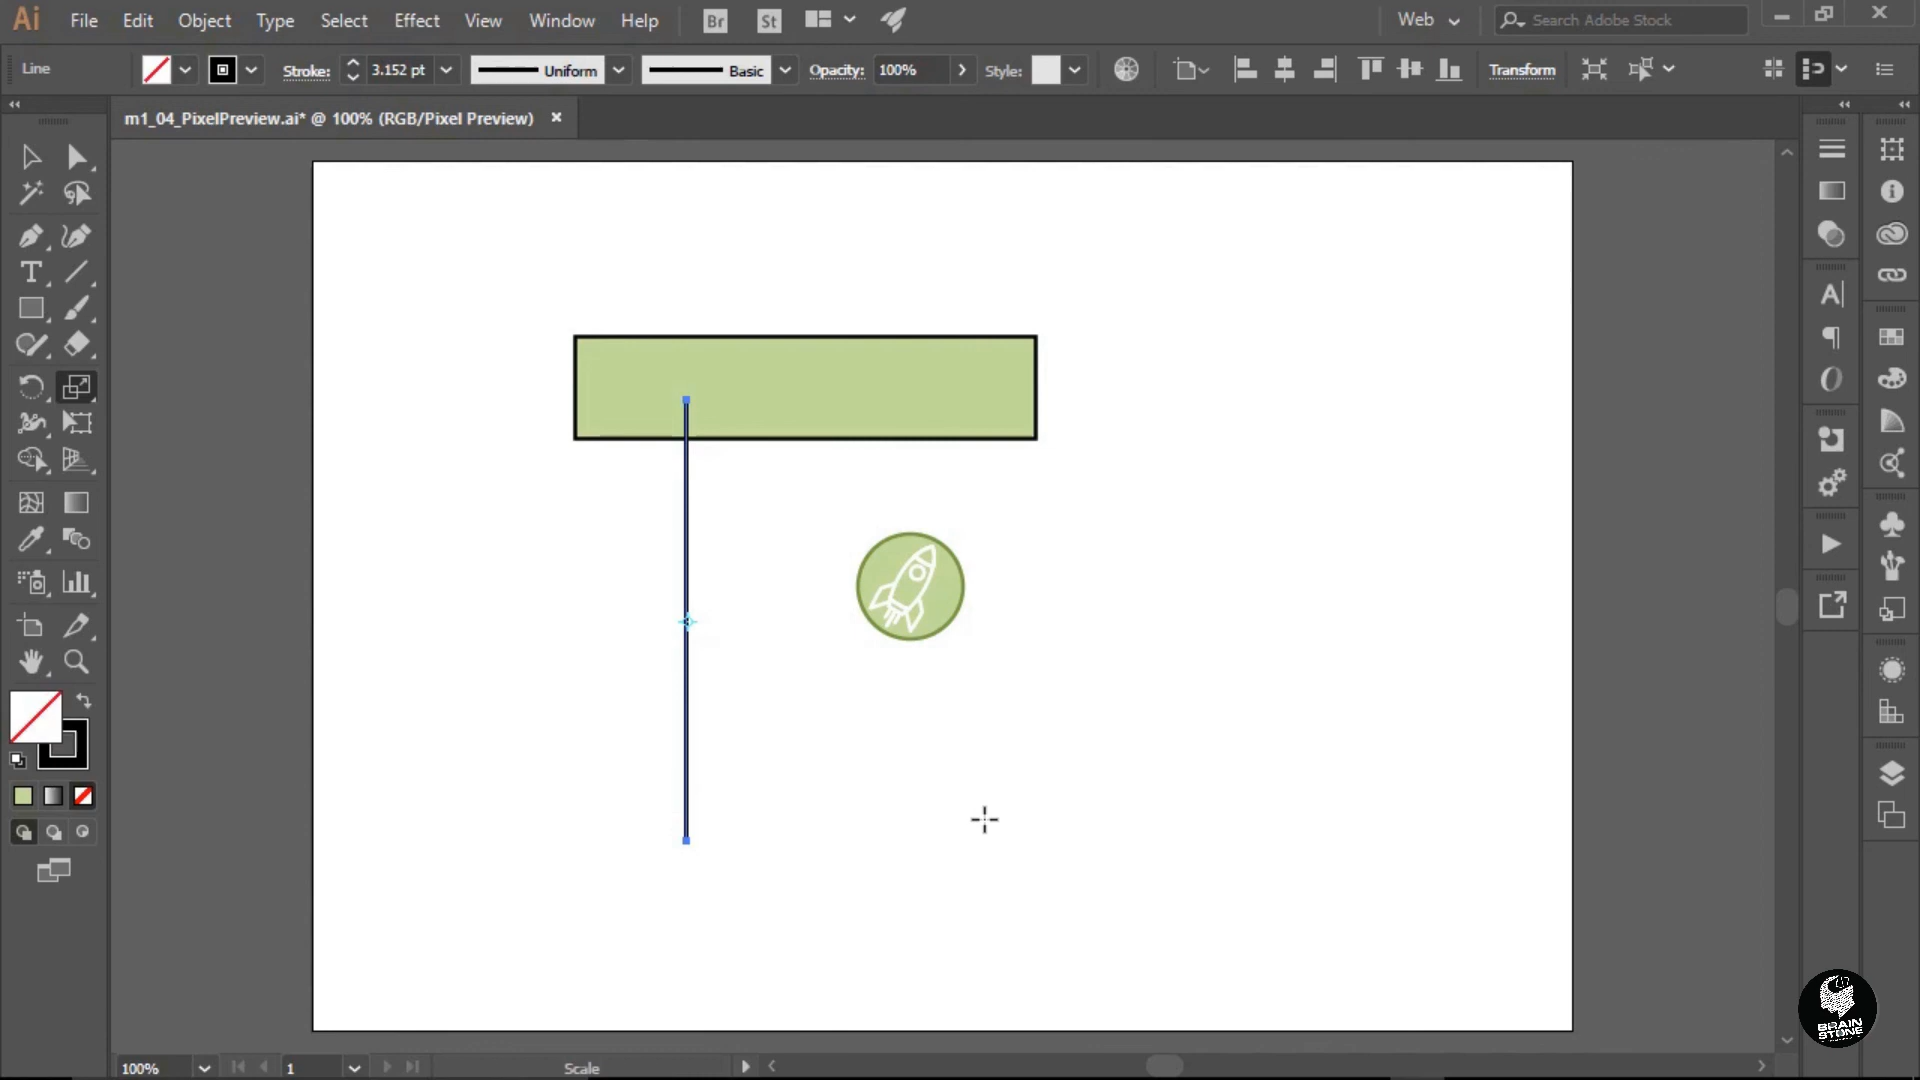 Ai File Edit Object Type Select Effect View Window Help Br St Web Search Adobe Stock
Line Stroke: 3.152 pt Uniform Basic Opacity: 100% Style: Transform
m1_04_PixelPreview.ai* @ 100% (RGB/Pixel Preview)
BRAIN
STONE
100% 1 Scale